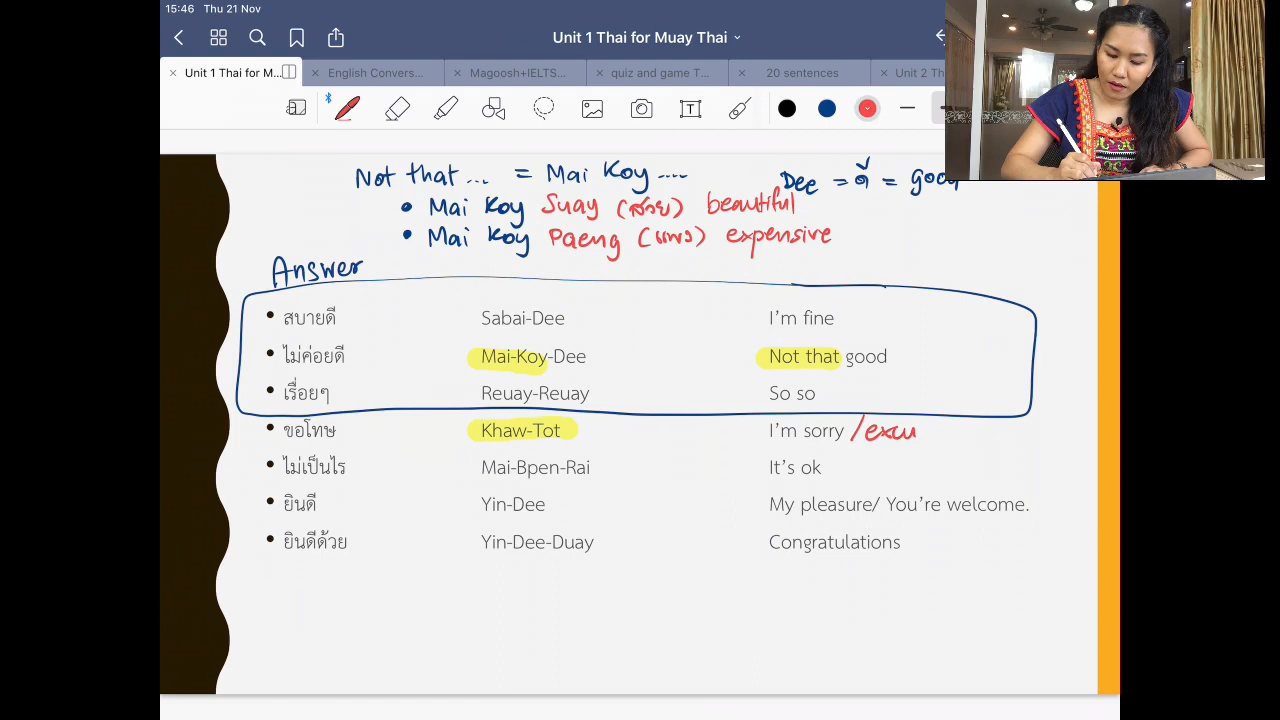 15:46 Thu 21 Nov
Unit 1 Thai for Muay Thai
Unit 1 Thai for M... English Convers... Magoosh+IELTS... quiz and game T... 20 sentences Unit 2 Th
Not that ... = Mai Koy .... Dee = ดี = good
• Mai Koy Suay (สวย) beautiful
• Mai Koy Paeng (แพง) expensive
Answer
• สบายดี Sabai-Dee I'm fine
• ไม่ค่อยดี Mai-Koy-Dee Not that good
• เรื่อยๆ Reuay-Reuay So so
• ขอโทษ Khaw-Tot I'm sorry /excu
• ไม่เป็นไร Mai-Bpen-Rai It's ok
• ยินดี Yin-Dee My pleasure/ You're welcome.
• ยินดีด้วย Yin-Dee-Duay Congratulations